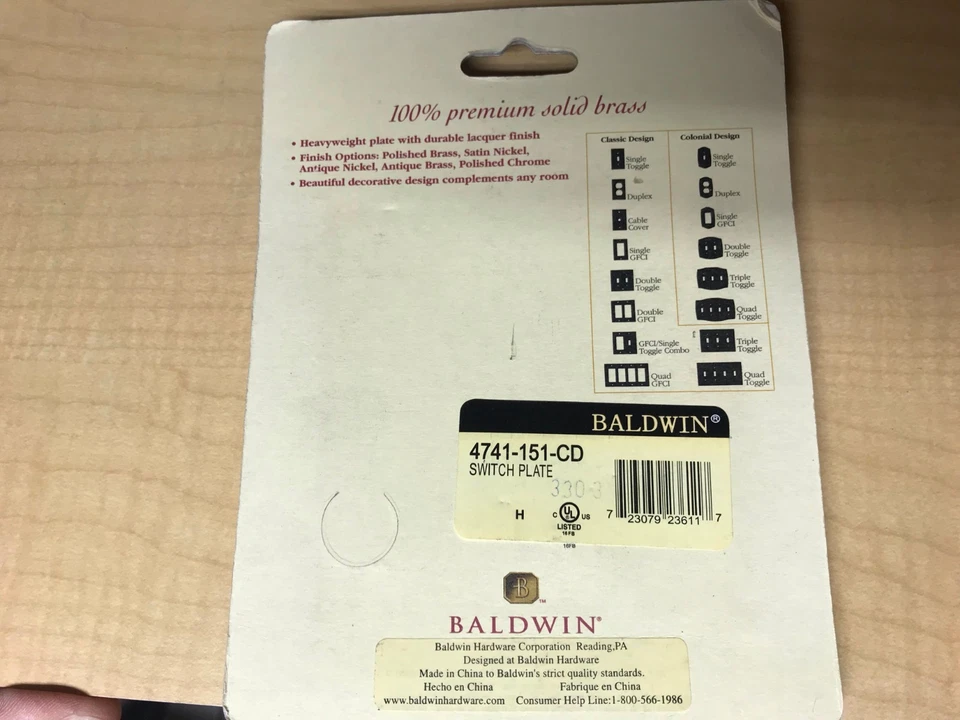 100% premium solid brass
• Heavyweight plate with durable lacquer finish
• Finish Options: Polished Brass, Satin Nickel,
Antique Nickel, Antique Brass, Polished Chrome
• Beautiful decorative design complements any room
Classic Design
Single
Toggle
Duplex
Cable
Cover
Single
GFCI
Double
Toggle
Double
GFCI
GFCI/Single
Toggle Combo
Quad
GFCI
Colonial Design
Single
Toggle
Duplex
Single
GFCI
Double
Toggle
Triple
Toggle
Quad
Toggle
Triple
Toggle
Quad
Toggle
BALDWIN®
4741-151-CD
SWITCH PLATE
330-3
H
C UL US
LISTED
16FB
7 23079 23611 7
16FB
B ™
BALDWIN®
Baldwin Hardware Corporation Reading,PA
Designed at Baldwin Hardware
Made in China to Baldwin's strict quality standards.
Hecho en China Fabrique en China
www.baldwinhardware.com Consumer Help Line:1-800-566-1986